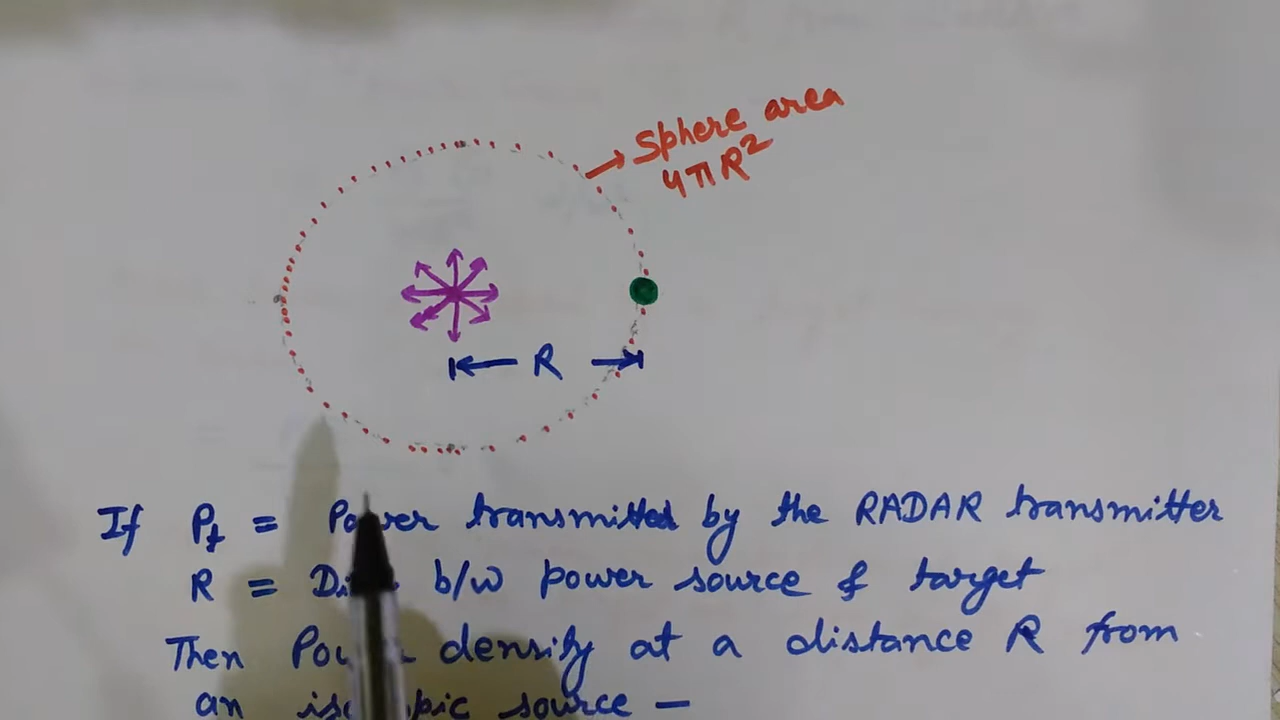 Sphere area
4πR²
R
If Pt = Power transmitted by the RADAR transmitter
R = b/w power source & target
Then density at a distance R from
an source —